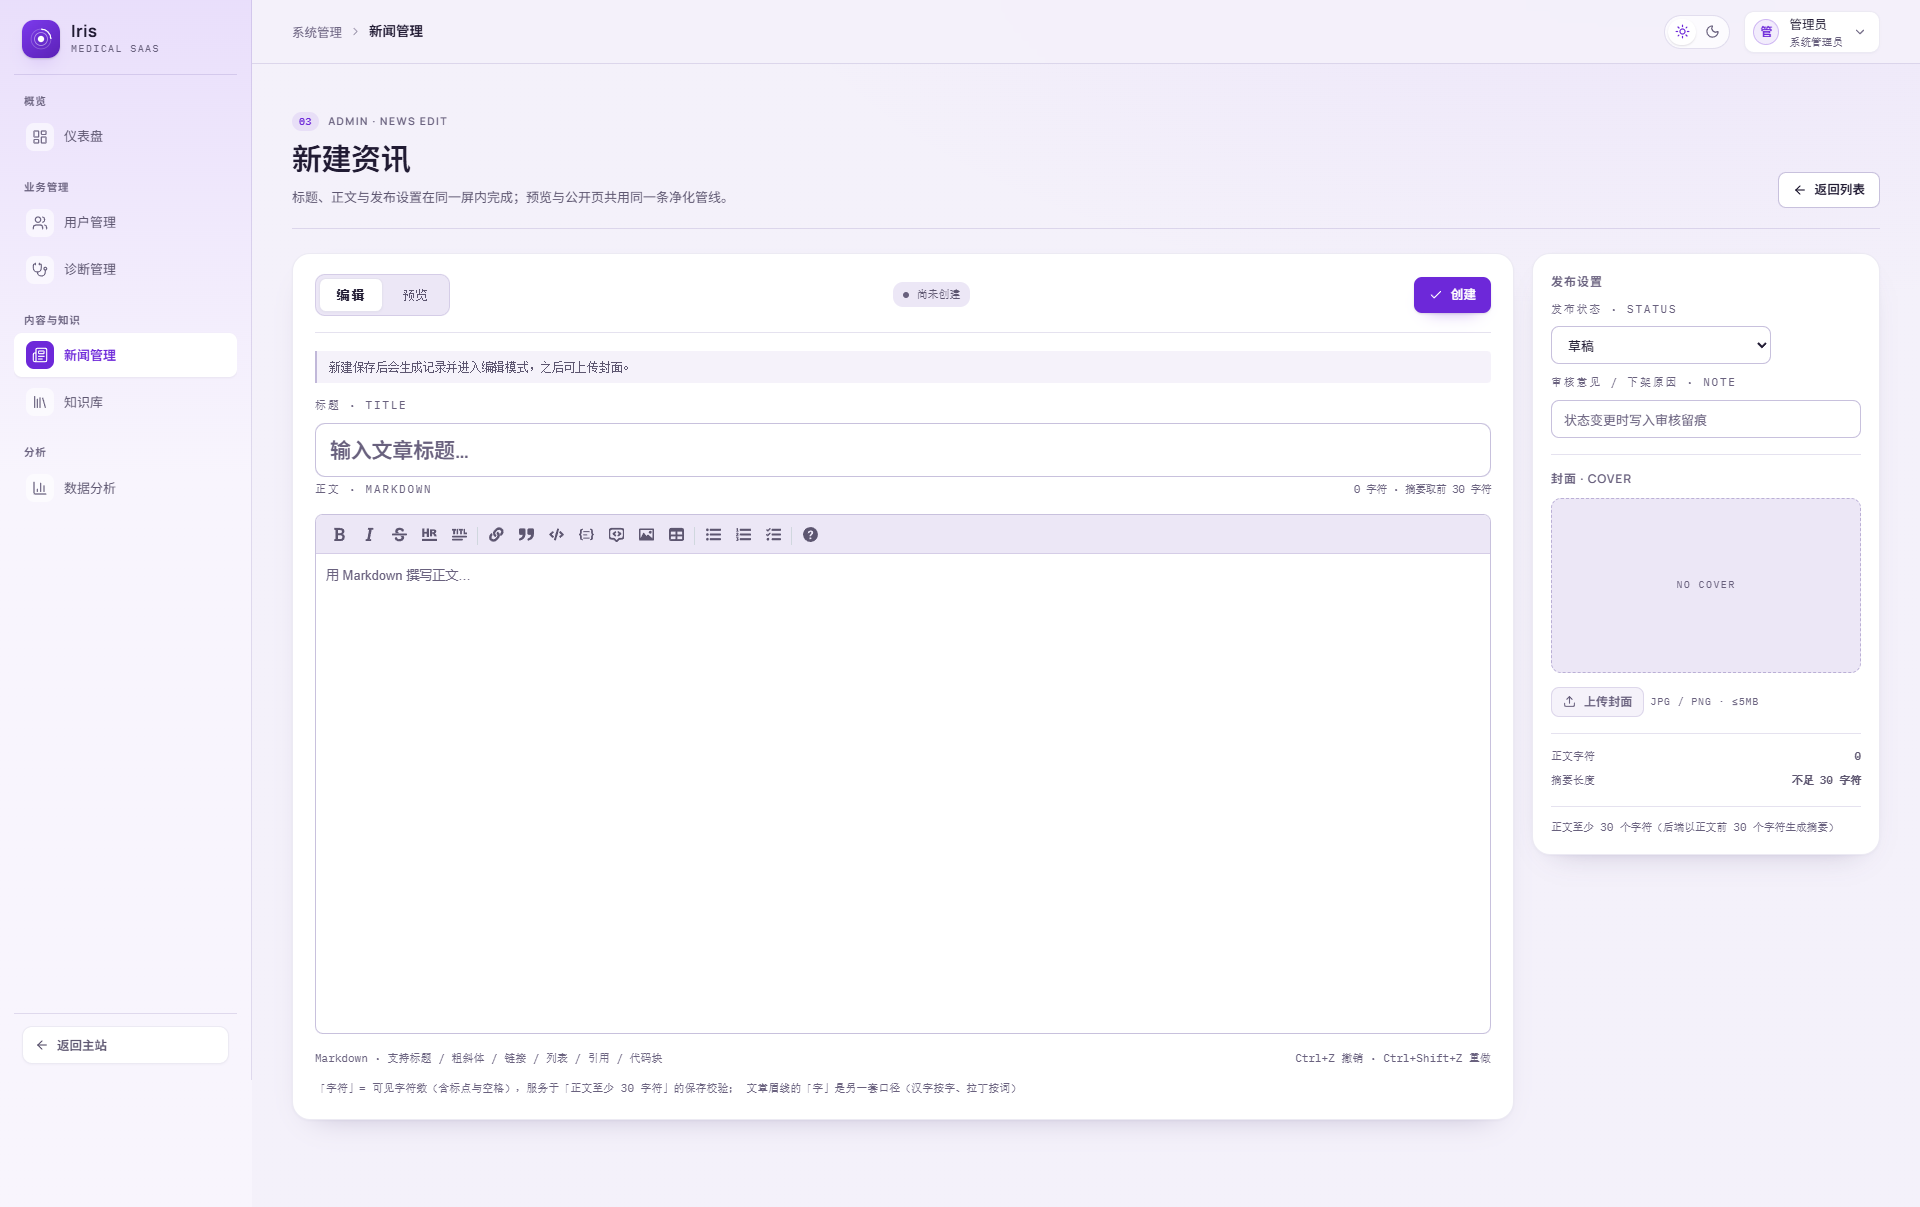 Iris
MEDICAL SAAS
概览
仪表盘
业务管理
用户管理
诊断管理
内容与知识
新闻管理
知识库
分析
数据分析
返回主站
系统管理 > 新闻管理
管
管理员
系统管理员
03 ADMIN · NEWS EDIT
新建资讯
标题、正文与发布设置在同一屏内完成；预览与公开页共用同一条净化管线。
返回列表
编辑
预览
尚未创建
创建
新建保存后会生成记录并进入编辑模式，之后可上传封面。
标题 · TITLE
输入文章标题…
正文 · MARKDOWN
0 字符 · 摘要取前 30 字符
B I S HR TITL
用 Markdown 撰写正文…
Markdown · 支持标题 / 粗斜体 / 链接 / 列表 / 引用 / 代码块
Ctrl+Z 撤销 · Ctrl+Shift+Z 重做
「字符」= 可见字符数（含标点与空格），服务于「正文至少 30 字符」的保存校验； 文章眉线的「字」是另一套口径（汉字按字、拉丁按词）
发布设置
发布状态 · STATUS
草稿
审核意见 / 下架原因 · NOTE
状态变更时写入审核留痕
封面 · COVER
NO COVER
上传封面
JPG / PNG · ≤5MB
正文字符
0
摘要长度
不足 30 字符
正文至少 30 个字符（后端以正文前 30 个字符生成摘要）